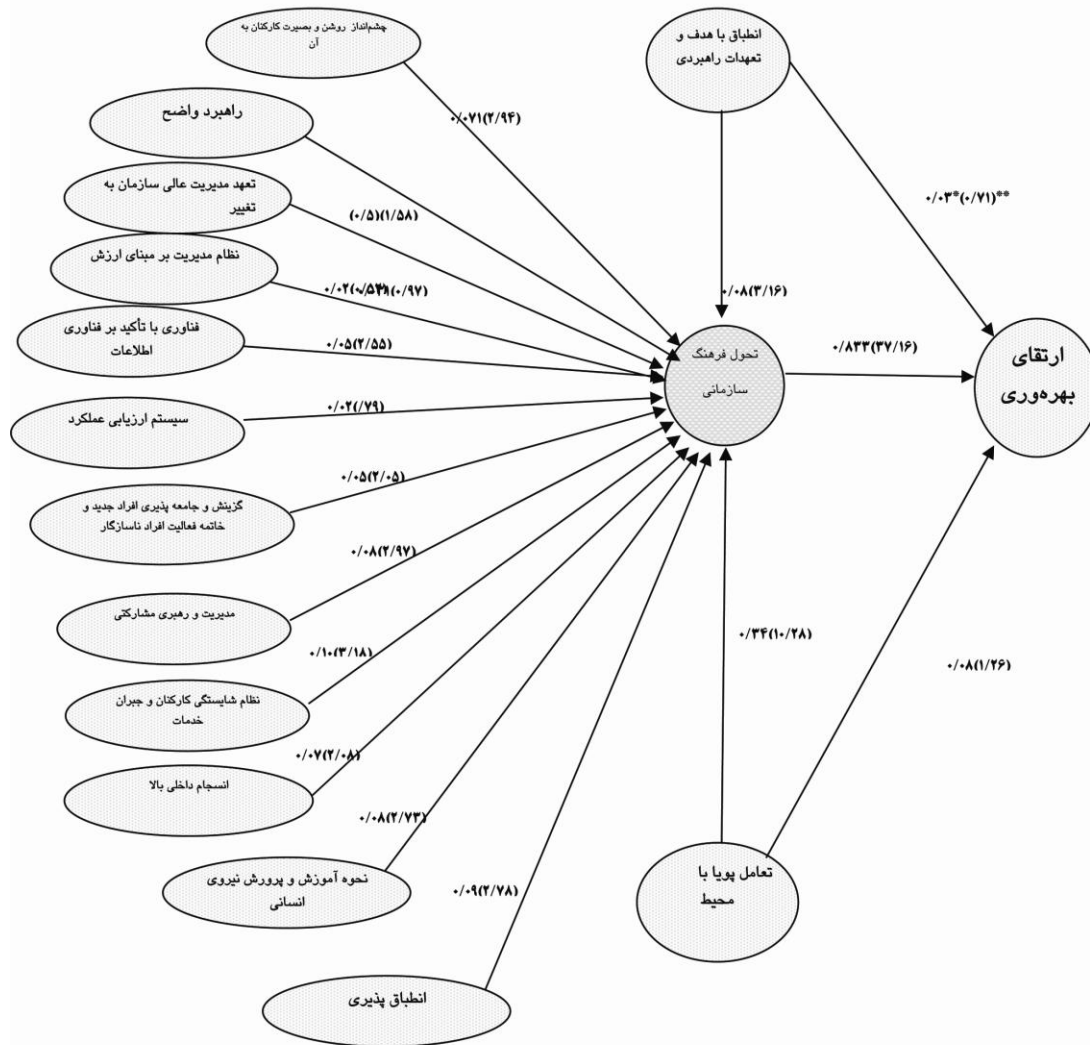 چشم‌انداز روشن و بصیرت کارکنان به
آن
انطباق با هدف و
تعهدات راهبردی
راهبرد واضح
۰/۰۷۱(۲/۹۴)
تعهد مدیریت عالی سازمان به
تغییر
۰/۰۳*(۰/۷۱)**
(۰/۵)(۱/۵۸)
نظام مدیریت بر مبنای ارزش
۰/۰۲(۰/۵۴)
(۰/۹۷)
۰/۰۸(۳/۱۶)
فناوری با تأکید بر فناوری
اطلاعات
۰/۰۵(۲/۵۵)
تحول فرهنگ
سازمانی
۰/۸۳۳(۳۷/۱۶)
ارتقای
بهره‌وری
سیستم ارزیابی عملکرد
۰/۰۲(/۷۹)
گزینش و جامعه پذیری افراد جدید و
خاتمه فعالیت افراد ناسازگار
۰/۰۵(۲/۰۵)
۰/۰۸(۲/۹۷)
مدیریت و رهبری مشارکتی
۰/۱۰(۳/۱۸)
۰/۳۴(۱۰/۲۸)
۰/۰۸(۱/۲۶)
نظام شایستگی کارکنان و جبران
خدمات
۰/۰۷(۲/۰۸)
انسجام داخلی بالا
۰/۰۸(۲/۷۳)
نحوه آموزش و پرورش نیروی
انسانی
۰/۰۹(۲/۷۸)
تعامل پویا با
محیط
انطباق پذیری